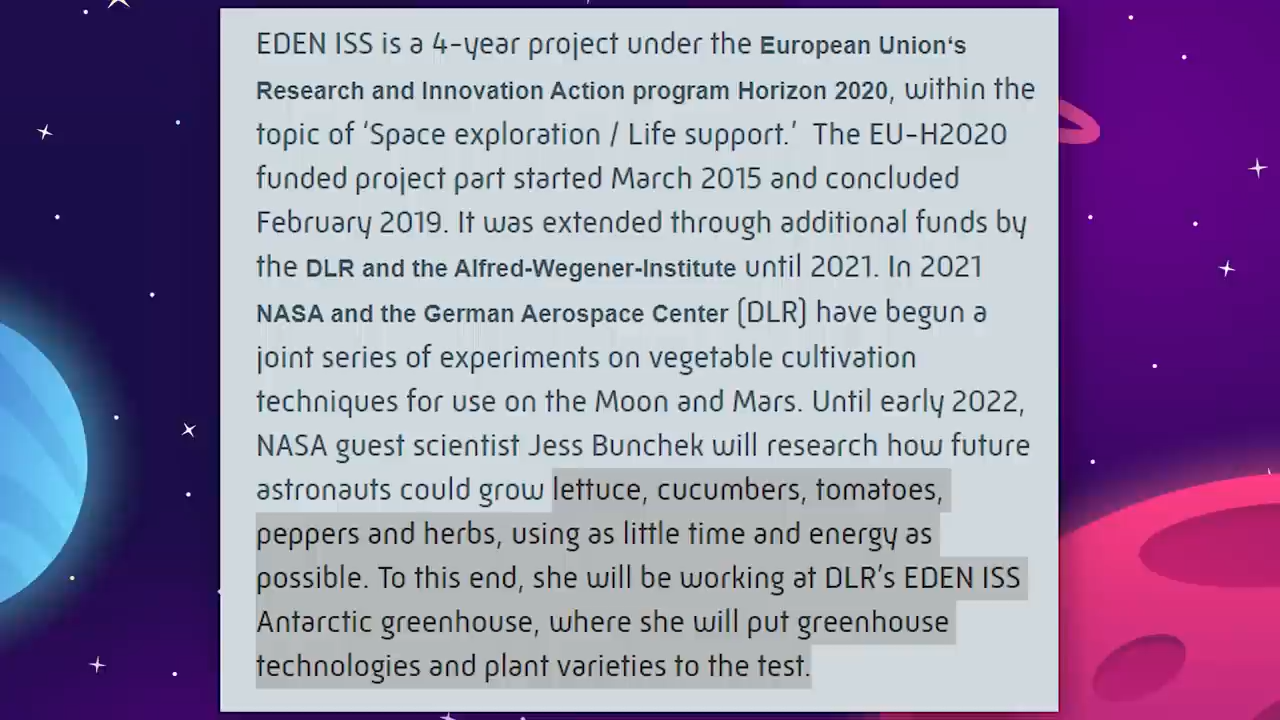 EDEN ISS is a 4-year project under the European Union‘s
Research and Innovation Action program Horizon 2020, within the
topic of ‘Space exploration / Life support.’ The EU-H2020
funded project part started March 2015 and concluded
February 2019. It was extended through additional funds by
the DLR and the Alfred-Wegener-Institute until 2021. In 2021
NASA and the German Aerospace Center (DLR) have begun a
joint series of experiments on vegetable cultivation
techniques for use on the Moon and Mars. Until early 2022,
NASA guest scientist Jess Bunchek will research how future
astronauts could grow lettuce, cucumbers, tomatoes,
peppers and herbs, using as little time and energy as
possible. To this end, she will be working at DLR’s EDEN ISS
Antarctic greenhouse, where she will put greenhouse
technologies and plant varieties to the test.